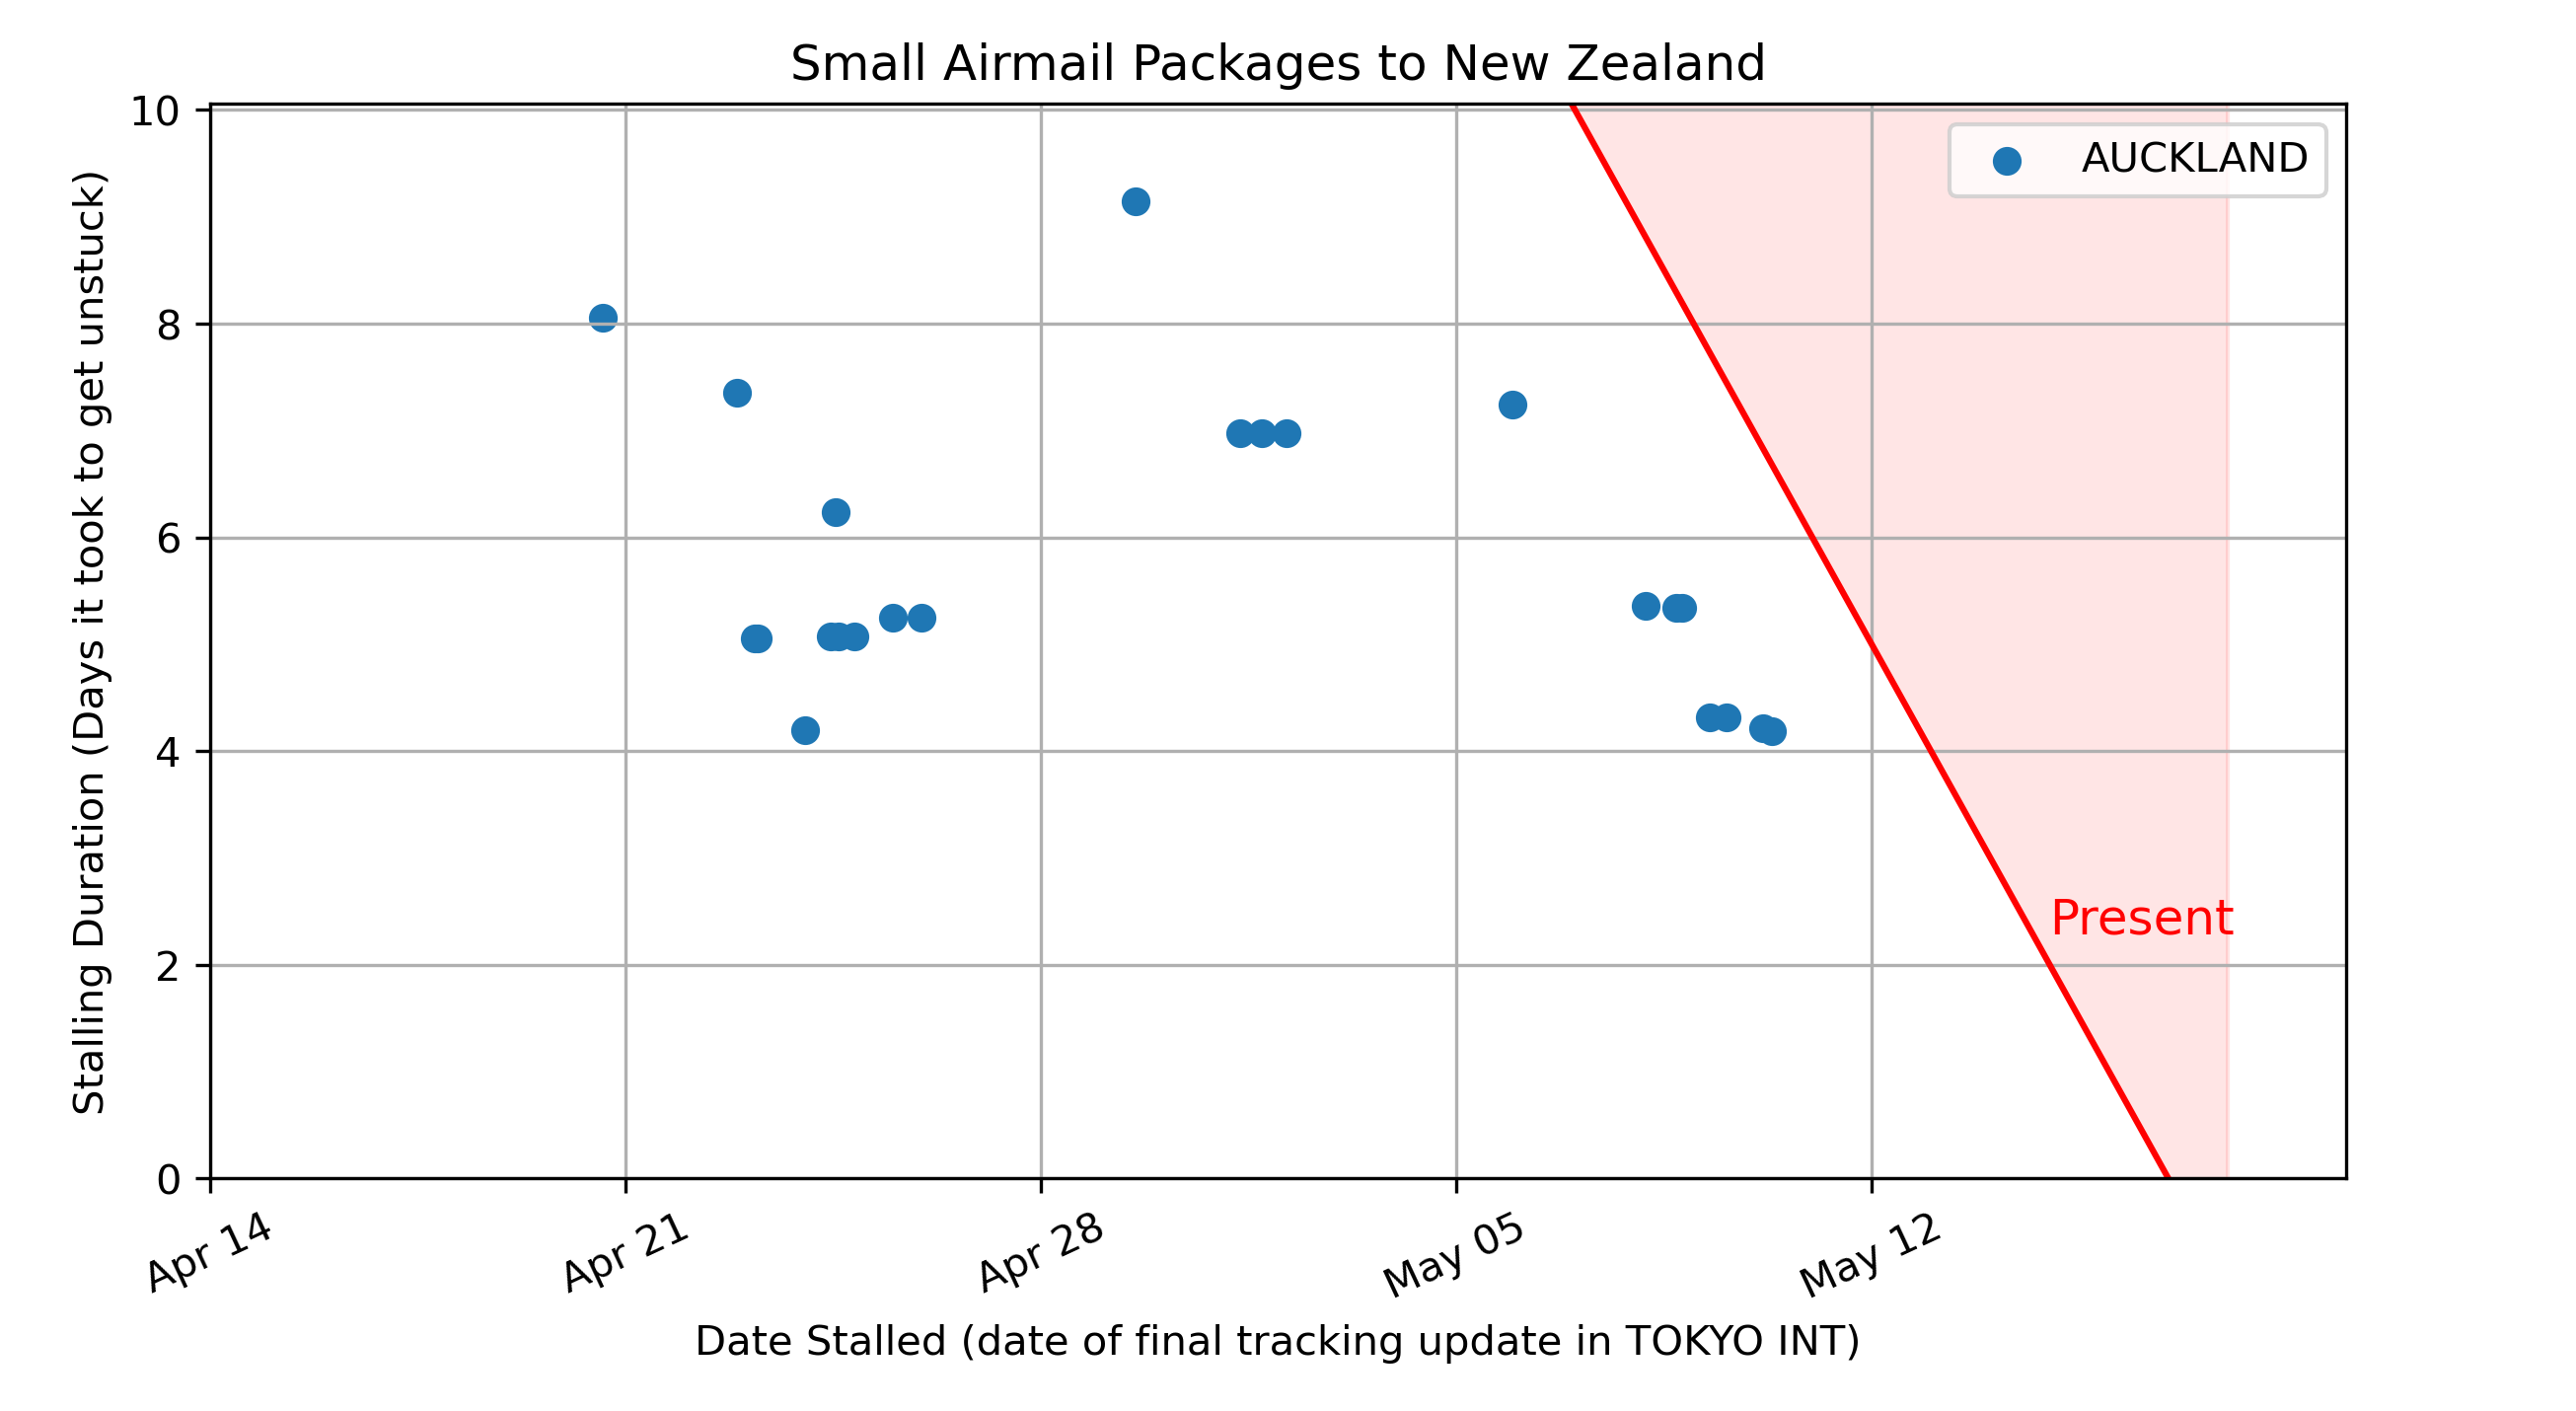 Small Airmail Packages to New Zealand
Stalling Duration (Days it took to get unstuck)
10
8
6
4
2
0
AUCKLAND
Present
Apr 14
Apr 21
Apr 28
May 05
May 12
Date Stalled (date of final tracking update in TOKYO INT)